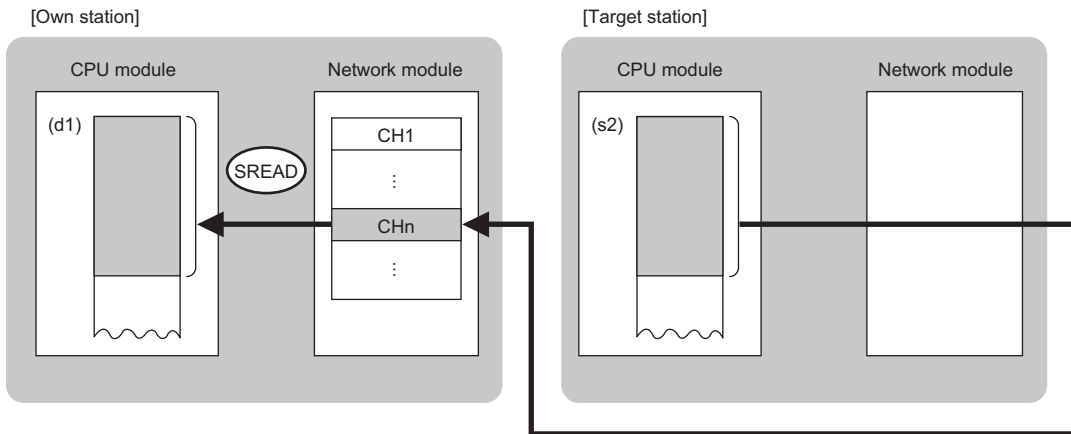 [Own station]
[Target station]
CPU module
Network module
CPU module
Network module
(d1)
(s2)
CH1
SREAD
⋮
CHn
⋮